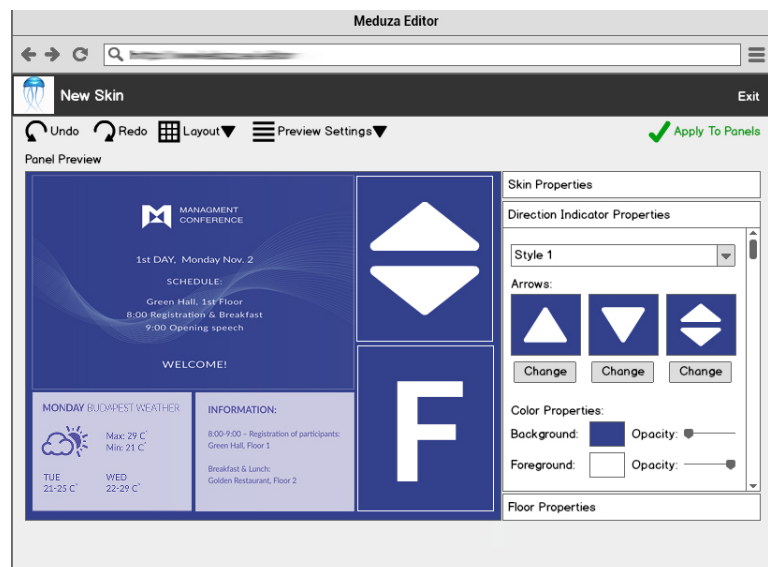 Meduza Editor
New Skin
Exit
Undo
Redo
Layout
Preview Settings
Apply To Panels
Panel Preview
MANAGMENT
CONFERENCE
1st DAY, Monday Nov. 2
SCHEDULE:
Green Hall, 1st Floor
8:00 Registration & Breakfast
9:00 Opening speech
WELCOME!
MONDAY BUDAPEST WEATHER
Max: 29 C°
Min: 21 C°
TUE
21-25 C°
WED
22-29 C°
INFORMATION:
8:00-9:00 – Registration of participants:
Green Hall, Floor 1
Breakfast & Lunch:
Golden Restaurant, Floor 2
F
Skin Properties
Direction Indicator Properties
Style 1
Arrows:
Change
Change
Change
Color Properties:
Background:
Opacity:
Foreground:
Opacity:
Floor Properties